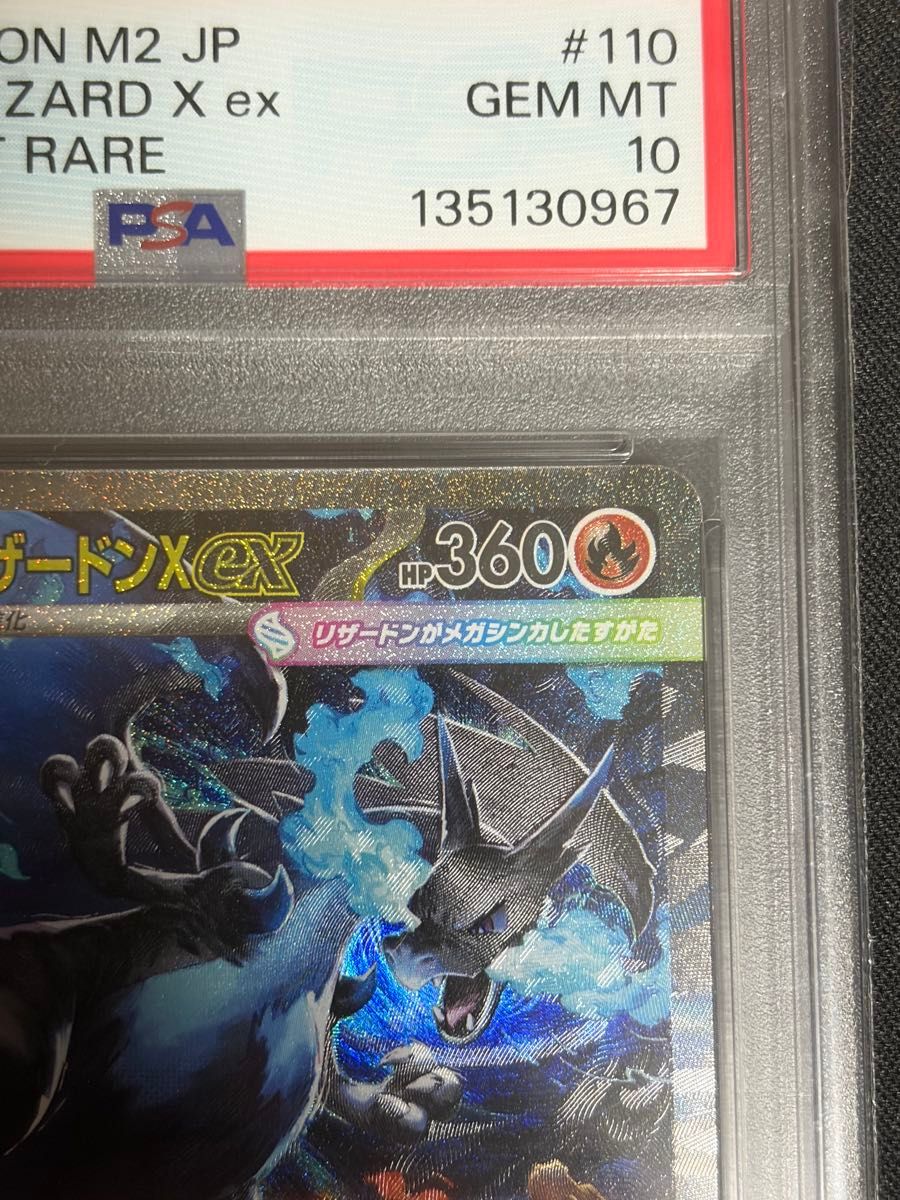 ON M2 JP #110
ZARD X ex GEM MT
RARE 10
PSA 135130967
ザードンXex HP360
化
リザードンがメガシンカしたすがた